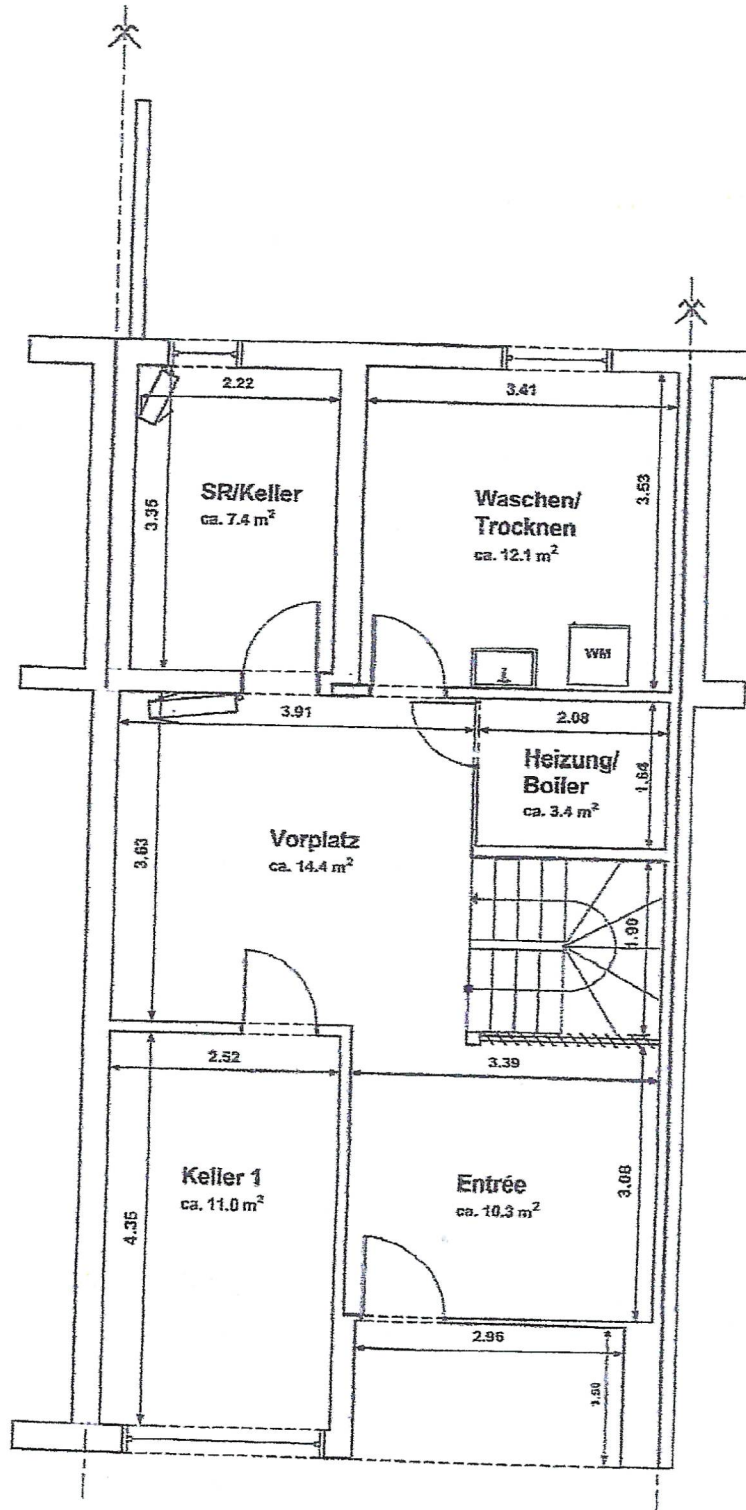 2.22
3.41
SR/Keller
ca. 7.4 m²
3.35
Waschen/
Trocknen
ca. 12.1 m²
3.53
WM
3.91
2.08
Heizung/
Boiler
ca. 3.4 m²
1.64
Vorplatz
ca. 14.4 m²
3.63
1.90
2.52
3.39
Keller 1
ca. 11.0 m²
4.35
Entrée
ca. 10.3 m²
3.08
2.96
1.50